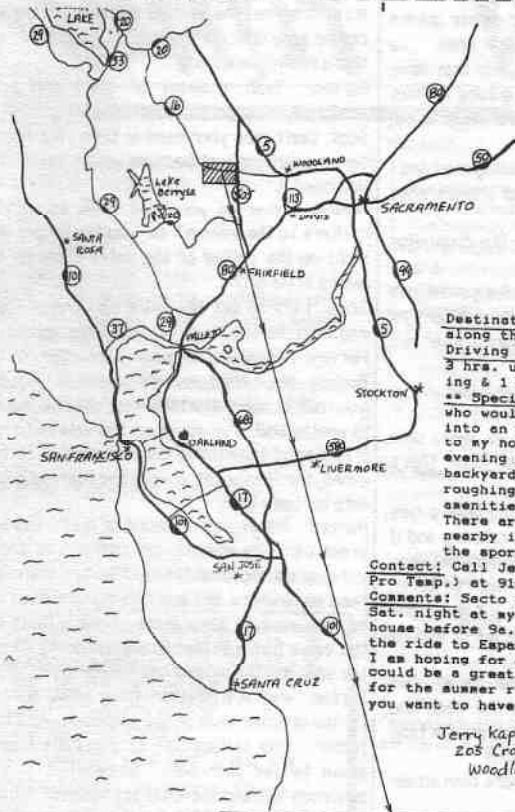 LAKE
20
29
53
20
16
80
5
50
Lake
Berryessa
WOODLAND
505
113
DAVIS
SACRAMENTO
29
SANTA
ROSA
101
80
FAIRFIELD
99
37
29
VALLEJO
5
680
STOCKTON
OAKLAND
SAN FRANCISCO
580
LIVERMORE
17
101
SAN JOSE
17
101
SANTA CRUZ
Destinat
along th
Driving
3 hrs. u
ing & 1
** Speci
who woul
into an
to my ho
evening
backyard
roughing
amenitie
There ar
nearby i
the spor
Contact: Call Je
Pro Temp.) at 91
Comments: Sacto
Sat. night at my
house before 9a.
the ride to Espa
I am hoping for
could be a great
for the summer r
you want to have
Jerry Kap
205 Cro
Woodl